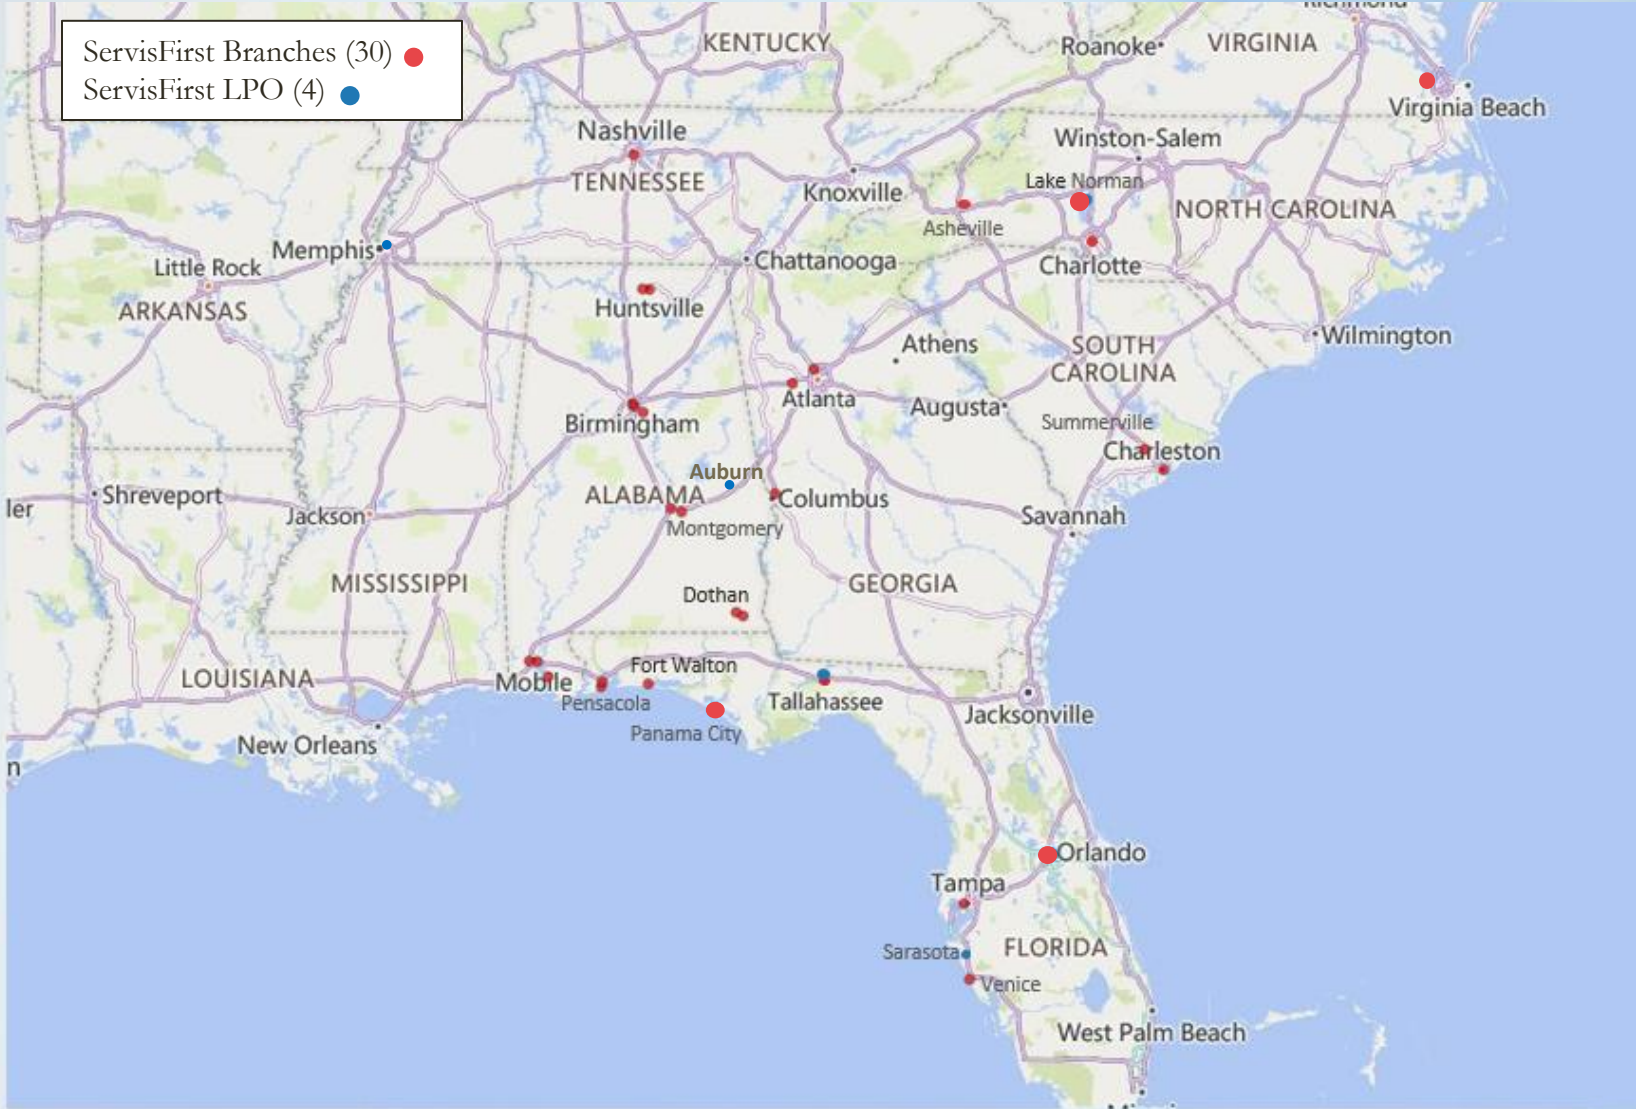 ServisFirst Branches (30)
ServisFirst LPO (4)
KENTUCKY
Roanoke
VIRGINIA
Richmond
Virginia Beach
Nashville
TENNESSEE
Knoxville
Winston-Salem
Lake Norman
NORTH CAROLINA
Asheville
Charlotte
Memphis
Little Rock
ARKANSAS
Chattanooga
Huntsville
Wilmington
Athens
SOUTH
CAROLINA
Atlanta
Augusta
Summerville
Birmingham
Charleston
Auburn
Shreveport
ler
Jackson
ALABAMA
Columbus
Montgomery
Savannah
MISSISSIPPI
Dothan
GEORGIA
LOUISIANA
Mobile
Fort Walton
Pensacola
Panama City
Tallahassee
Jacksonville
New Orleans
n
Orlando
Tampa
Sarasota
FLORIDA
Venice
West Palm Beach